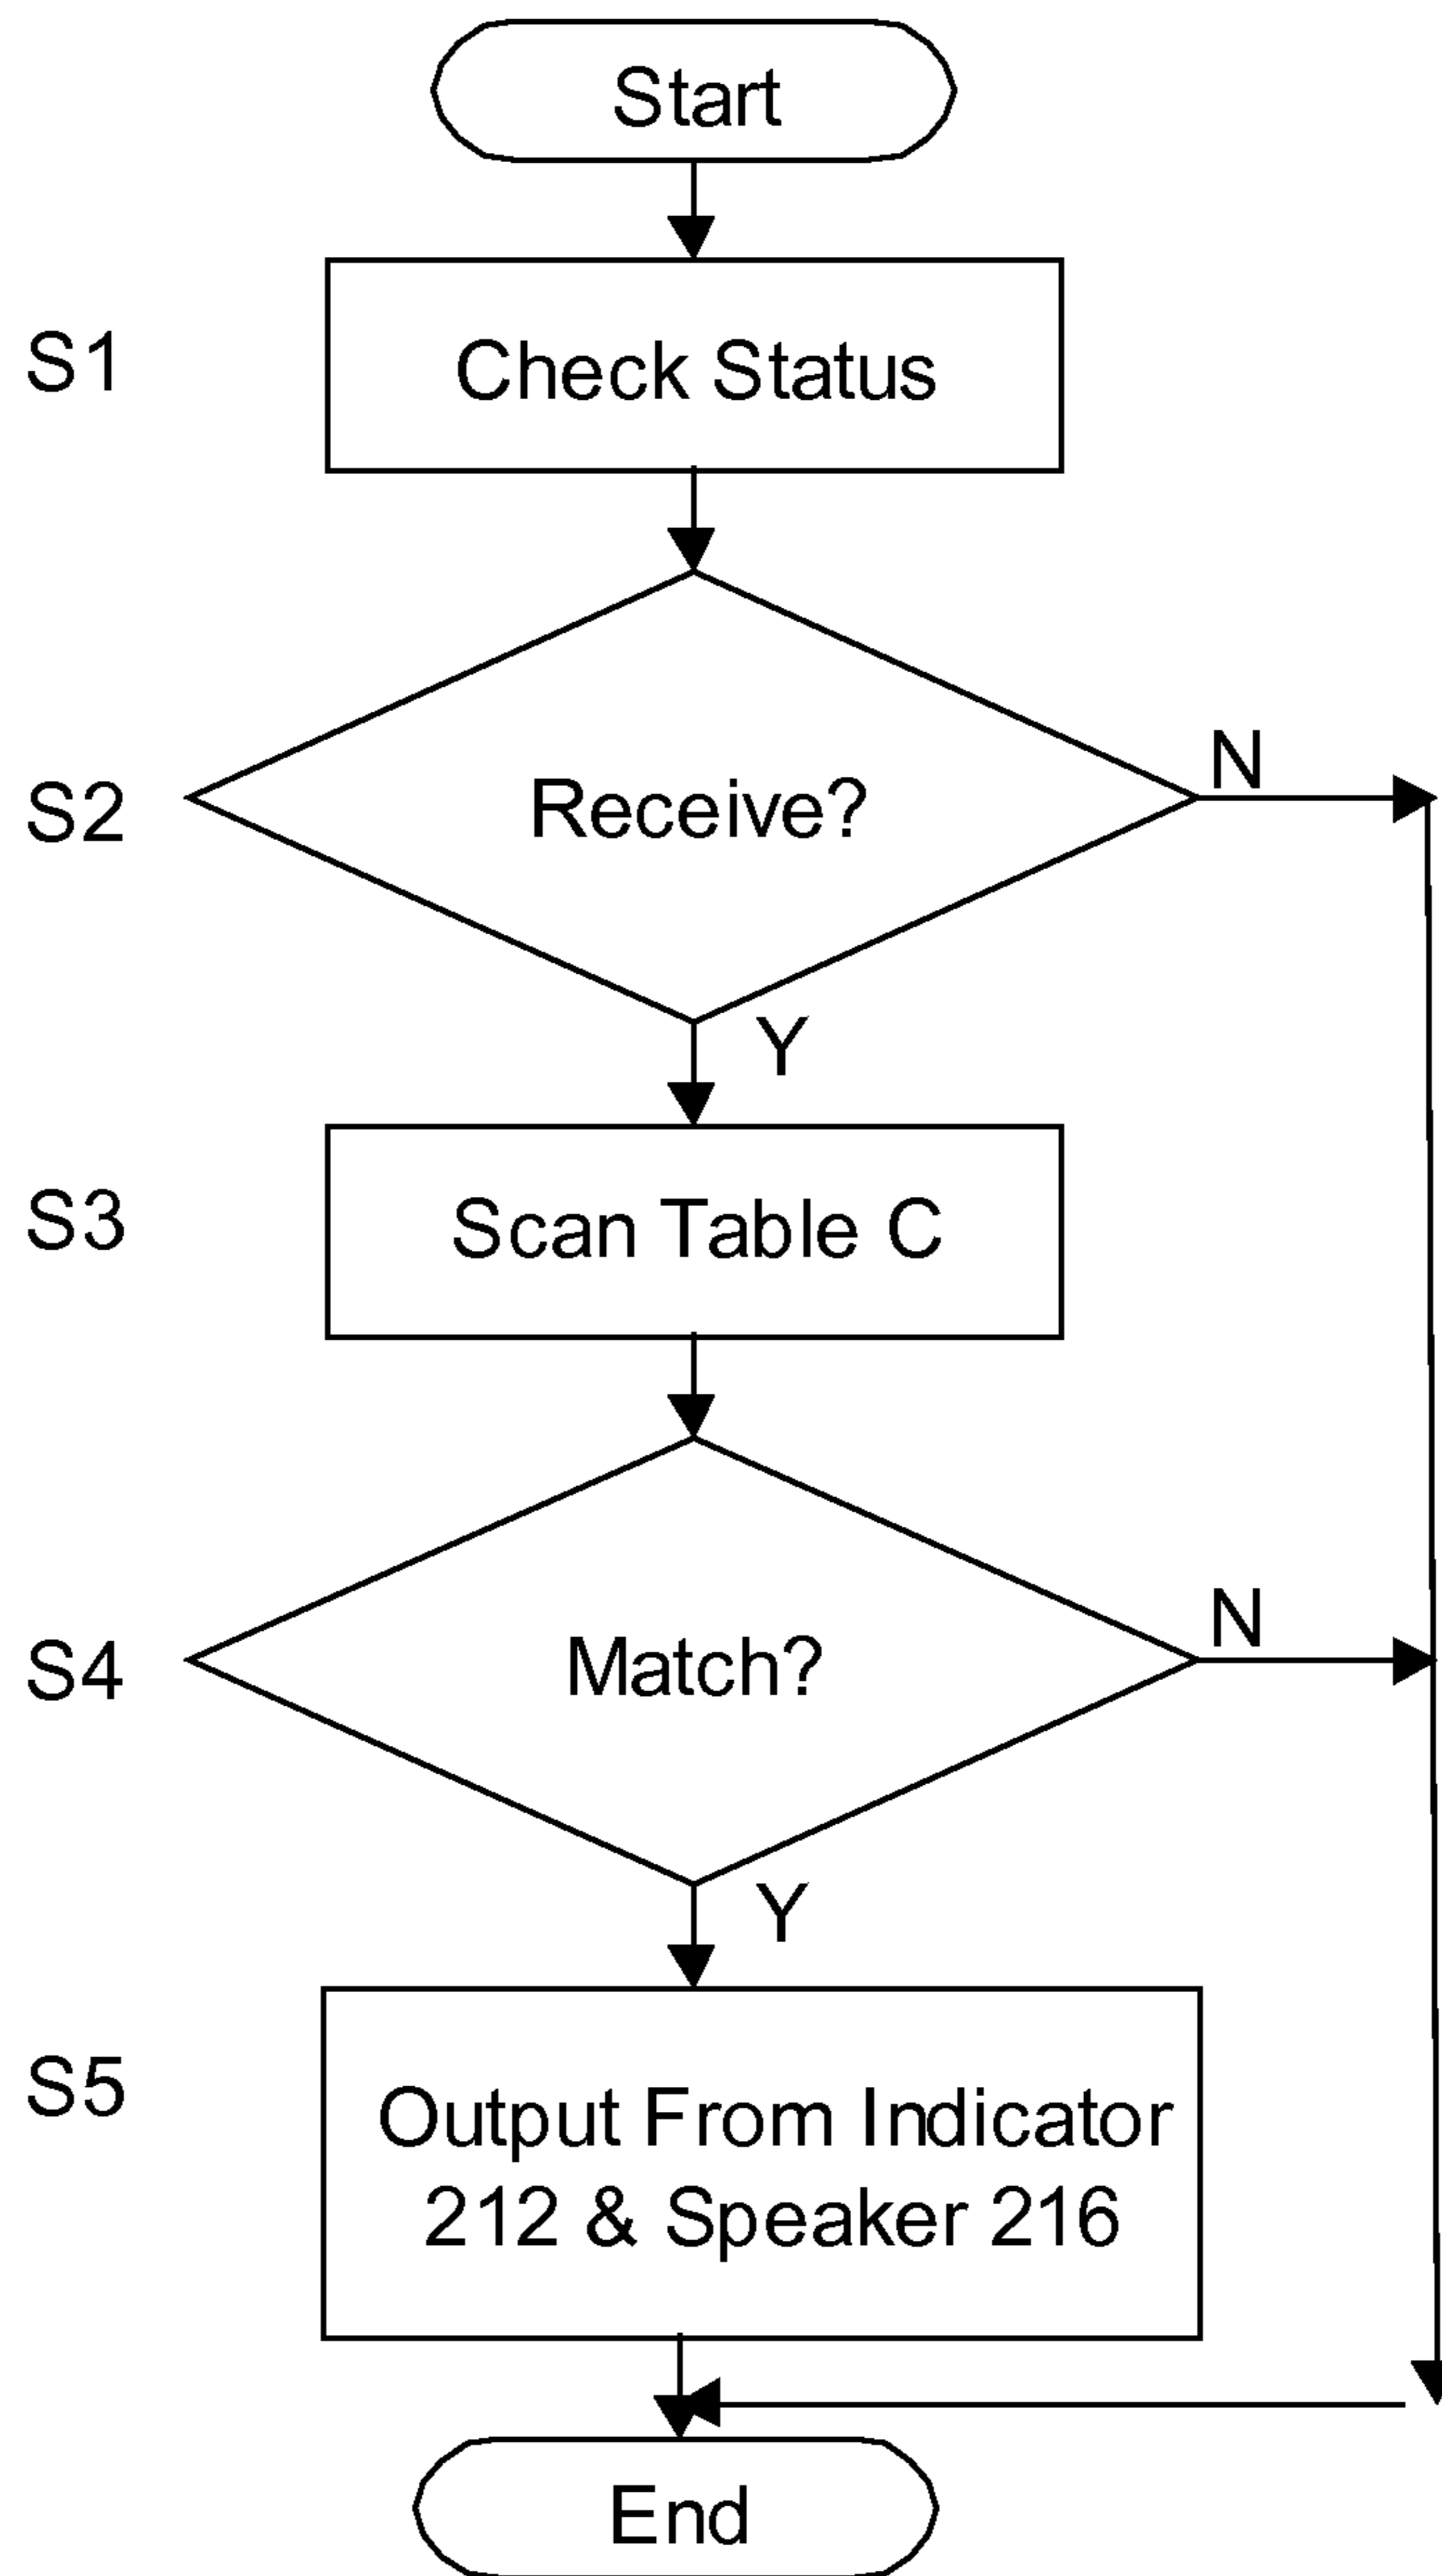 Start
S1
Check Status
S2
Receive?
N
Y
S3
Scan Table C
S4
Match?
N
Y
S5
Output From Indicator
212 & Speaker 216
End